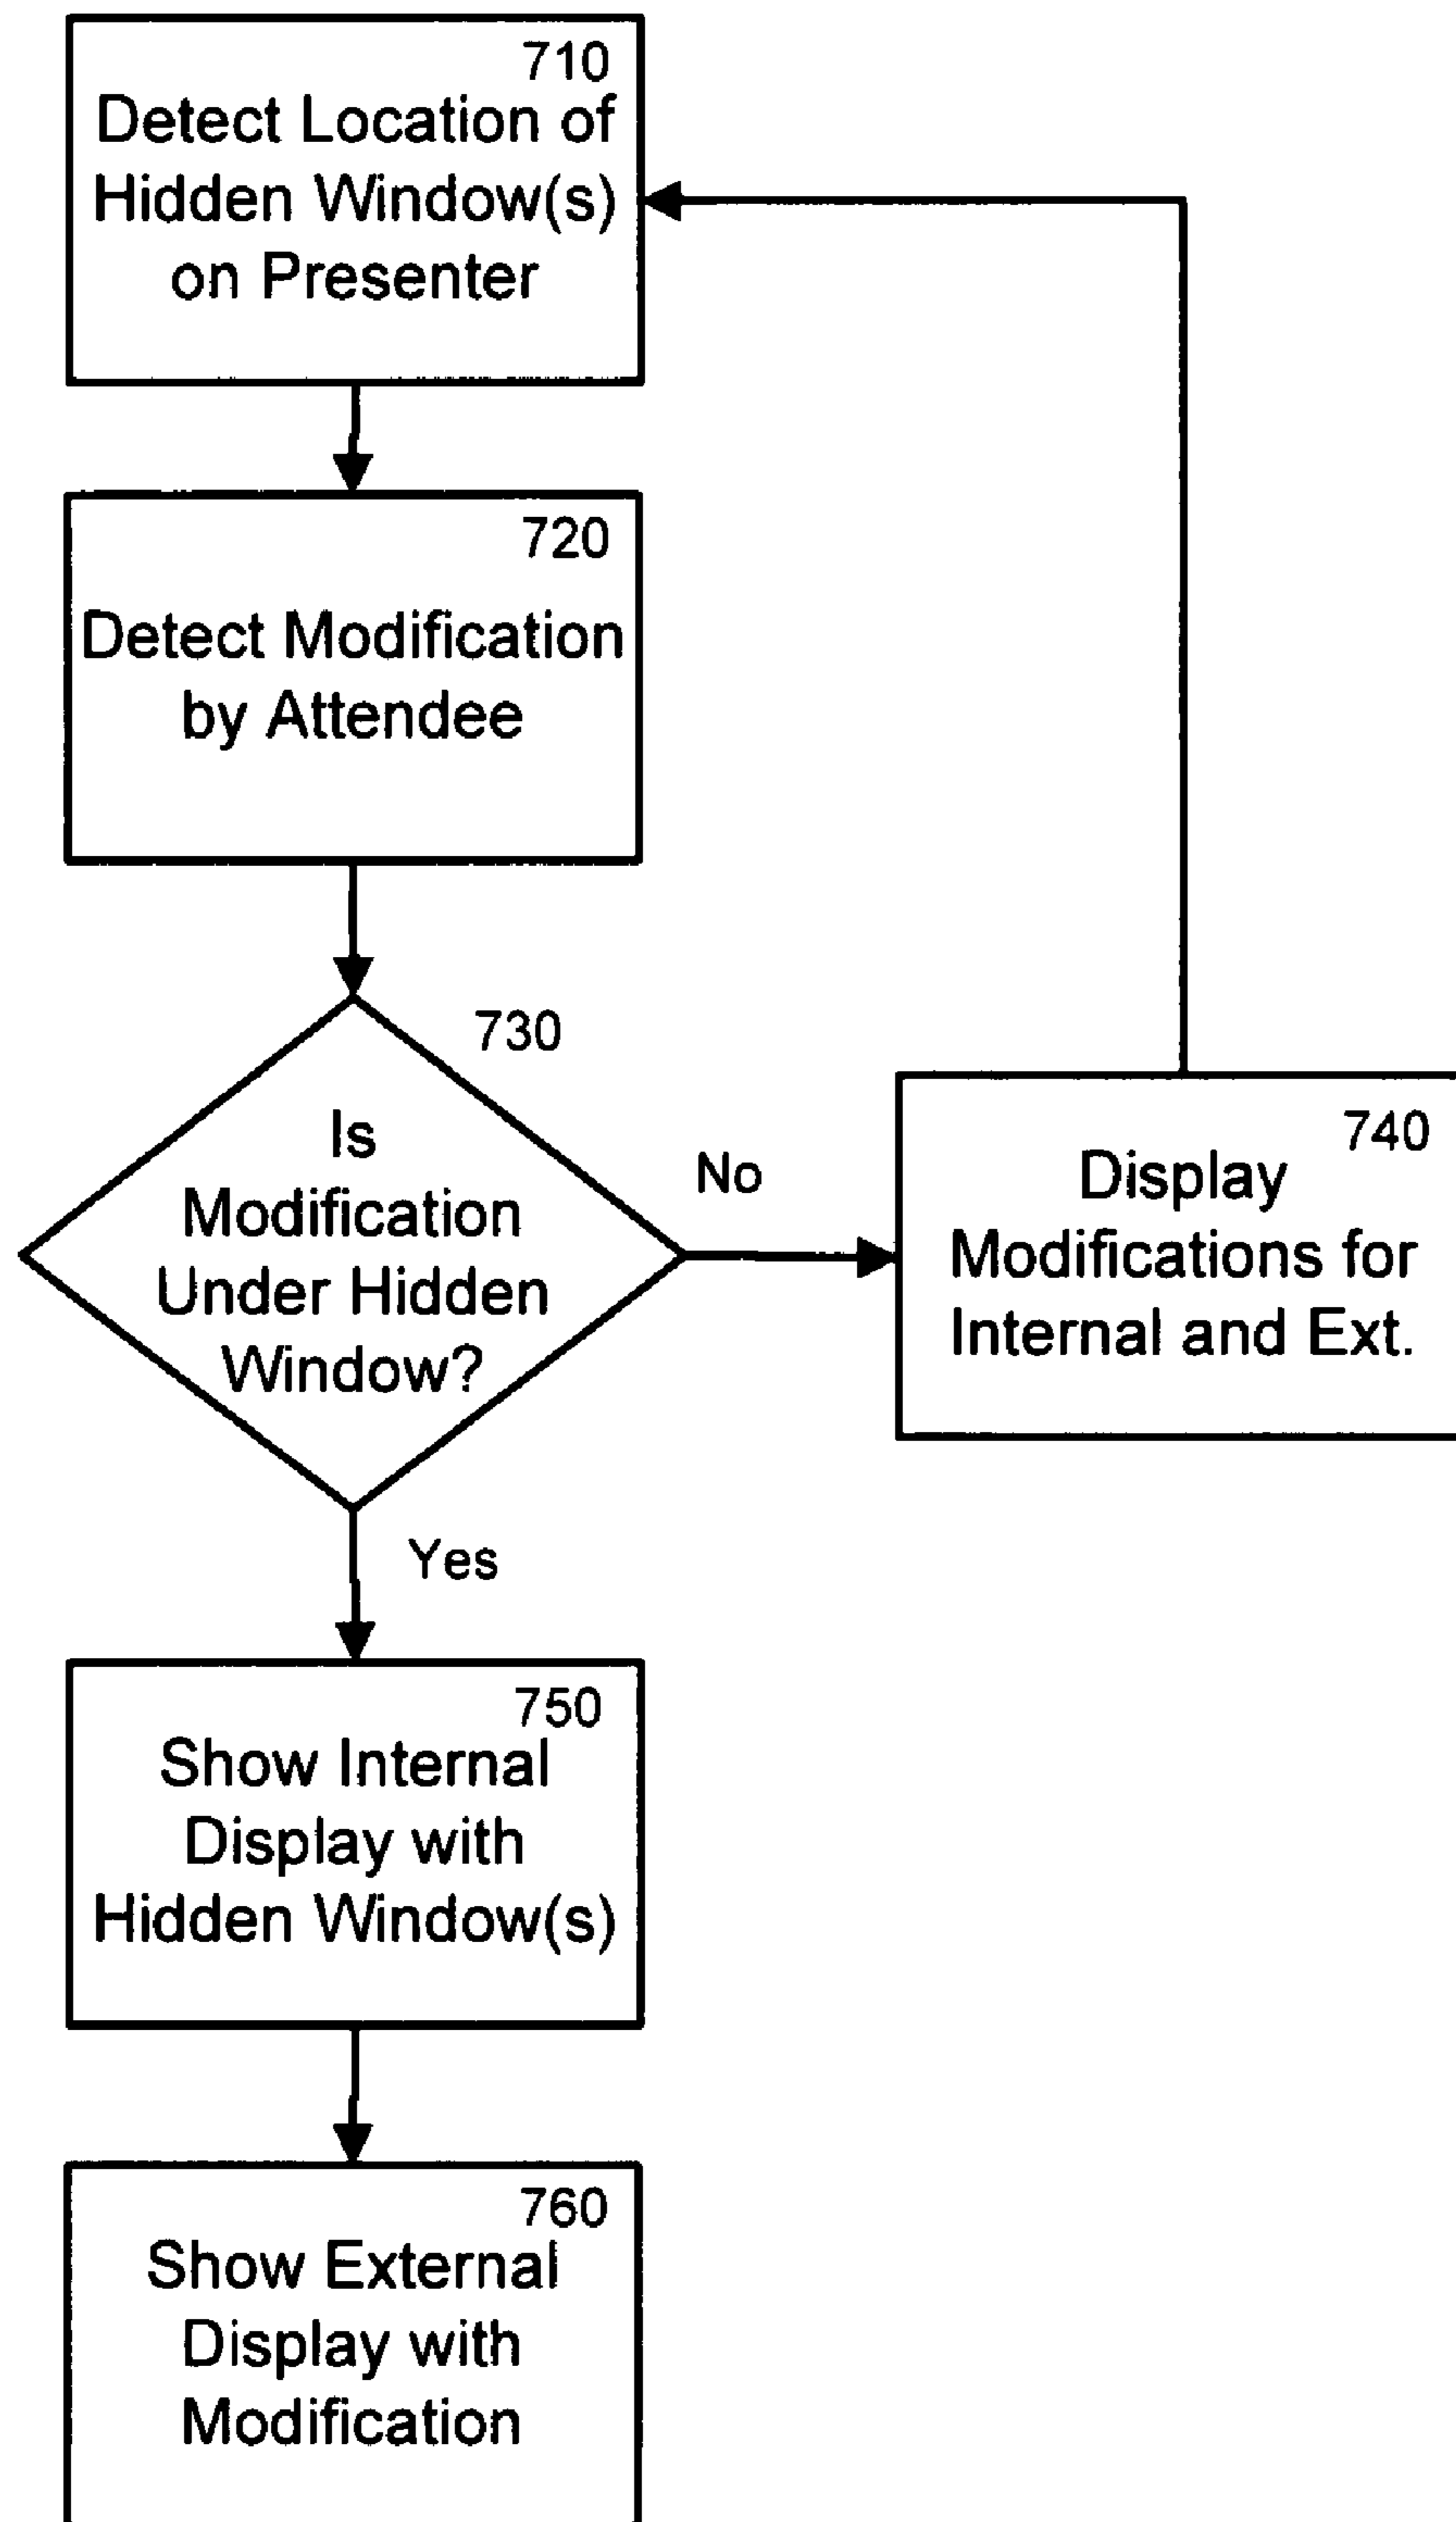 710
Detect Location of
Hidden Window(s)
on Presenter
720
Detect Modification
by Attendee
730
Is
Modification
Under Hidden
Window?
No
740
Display
Modifications for
Internal and Ext.
Yes
750
Show Internal
Display with
Hidden Window(s)
760
Show External
Display with
Modification